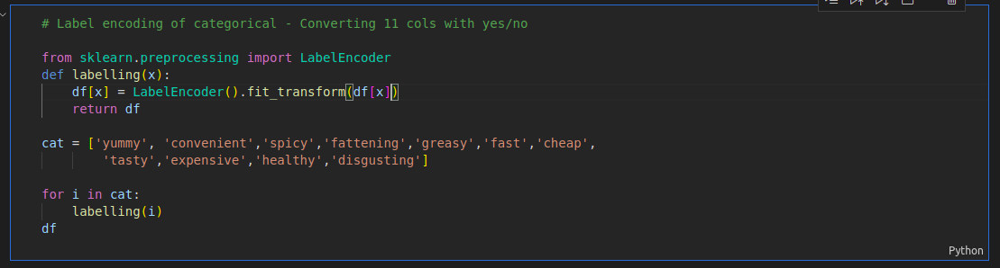 # Label encoding of categorical - Converting 11 cols with yes/no
from sklearn.preprocessing import LabelEncoder
def labelling(x):
df[x] = LabelEncoder().fit_transform(df[x])
return df
cat = ['yummy', 'convenient','spicy','fattening','greasy','fast','cheap',
'tasty','expensive','healthy','disgusting']
for i in cat:
labelling(i)
df
Python